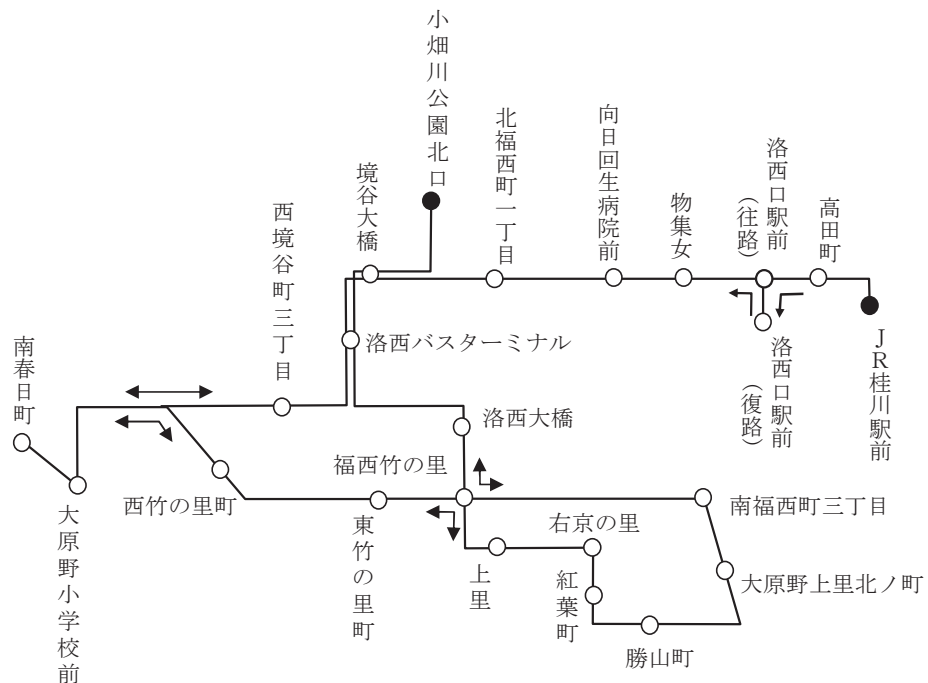 小畑川公園北口
境谷大橋
北福西町一丁目
向日回生病院前
物集女
洛西口駅前
(往路)
高田町
西境谷町三丁目
洛西バスターミナル
洛西口駅前
(復路)
JR桂川駅前
南春日町
洛西大橋
福西竹の里
西竹の里町
東竹の里町
右京の里
南福西町三丁目
大原野小学校前
上里
紅葉町
大原野上里北ノ町
勝山町